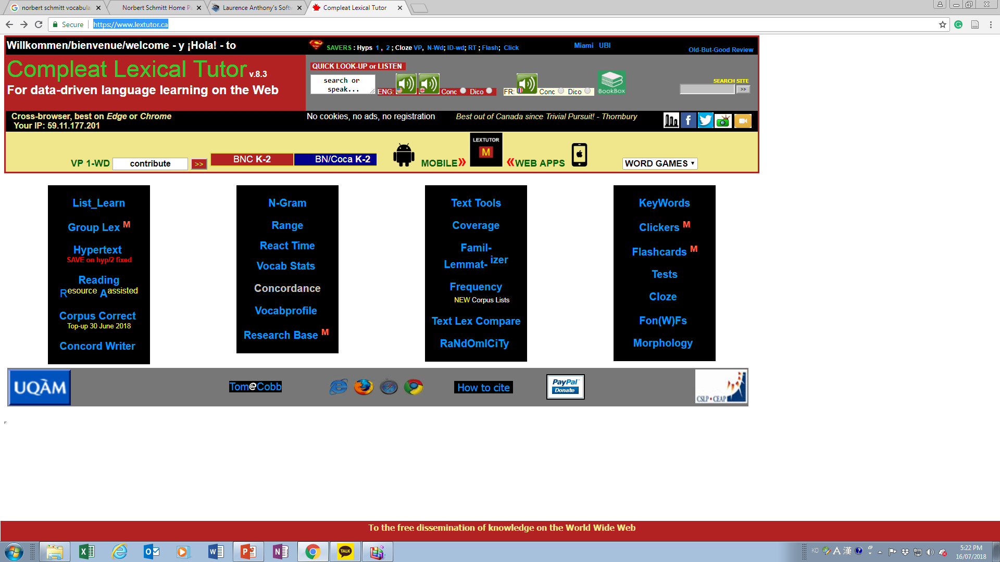 norbert schmitt vocabula
Norbert Schmitt Home Pa
Laurence Anthony's Softw
Compleat Lexical Tutor
Secure
https://www.lextutor.ca
Willkommen/bienvenue/welcome - y ¡Hola! - to
SAVERS : Hyps 1 , 2 ; Cloze VP, N-Wd; ID-wd; RT ; Flash; Click
Miami UBI
Old-But-Good Review
Compleat Lexical Tutor v.8.3
For data-driven language learning on the Web
QUICK LOOK-UP or LISTEN
search or
speak...
ENG: Conc Dico
FR: Conc Dico
BookBox
SEARCH SITE
>>
Cross-browser, best on Edge or Chrome
Your IP: 59.11.177.201
No cookies, no ads, no registration
Best out of Canada since Trivial Pursuit! - Thornbury
VP 1-WD contribute >>
BNC K-2
BN/Coca K-2
MOBILE»
LEXTUTOR
M
«WEB APPS
WORD GAMES
List_Learn
Group Lex M
Hypertext
SAVE on hyp/2 fixed
Reading
Resource Aassisted
Corpus Correct
Top-up 30 June 2018
Concord Writer
N-Gram
Range
React Time
Vocab Stats
Concordance
Vocabprofile
Research Base M
Text Tools
Coverage
Famil-
Lemmat- izer
Frequency
NEW Corpus Lists
Text Lex Compare
RaNdOmICiTy
KeyWords
Clickers M
Flashcards M
Tests
Cloze
Fon(W)Fs
Morphology
UQÀM
Tom@Cobb
How to cite
PayPal
Donate
CSLP • CEAP
To the free dissemination of knowledge on the World Wide Web
TALK
KO
A 漢
5:22 PM
16/07/2018